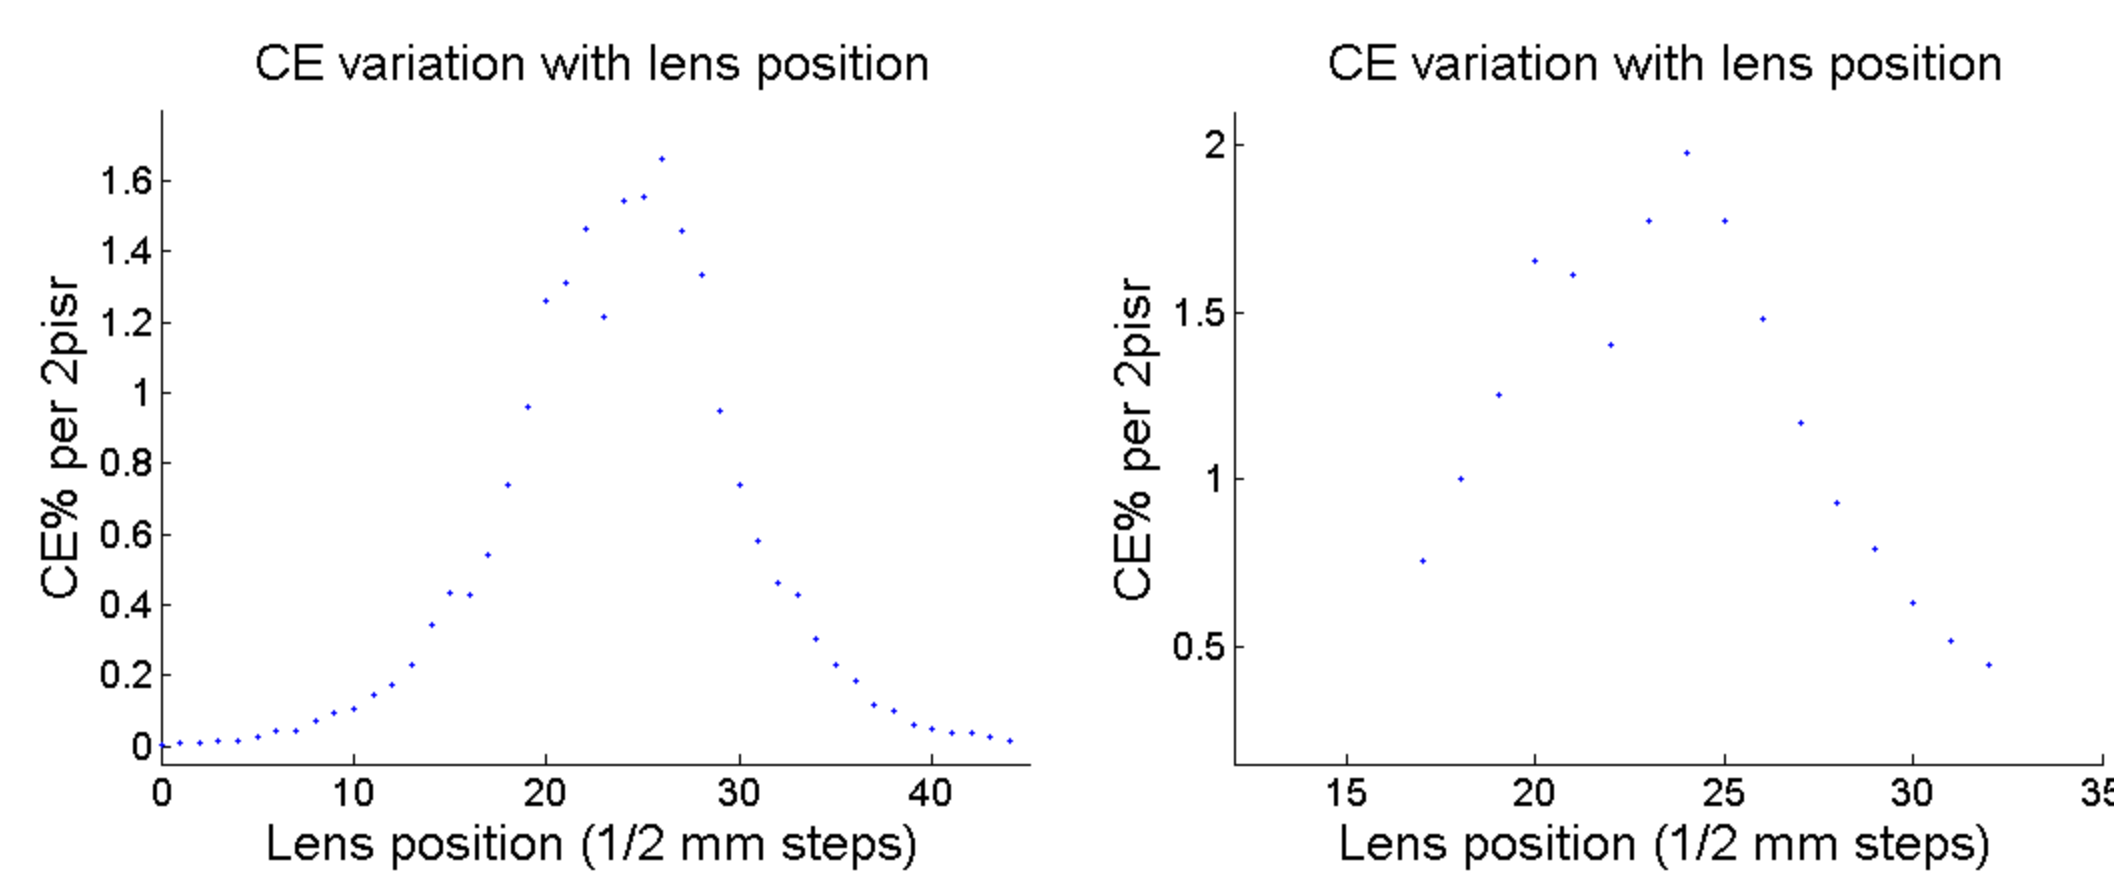 CE variation with lens position
CE% per 2pisr
1.6
1.4
1.2
1
0.8
0.6
0.4
0.2
0
0 10 20 30 40
Lens position (1/2 mm steps)
CE variation with lens position
CE% per 2pisr
2
1.5
1
0.5
15 20 25 30 35
Lens position (1/2 mm steps)